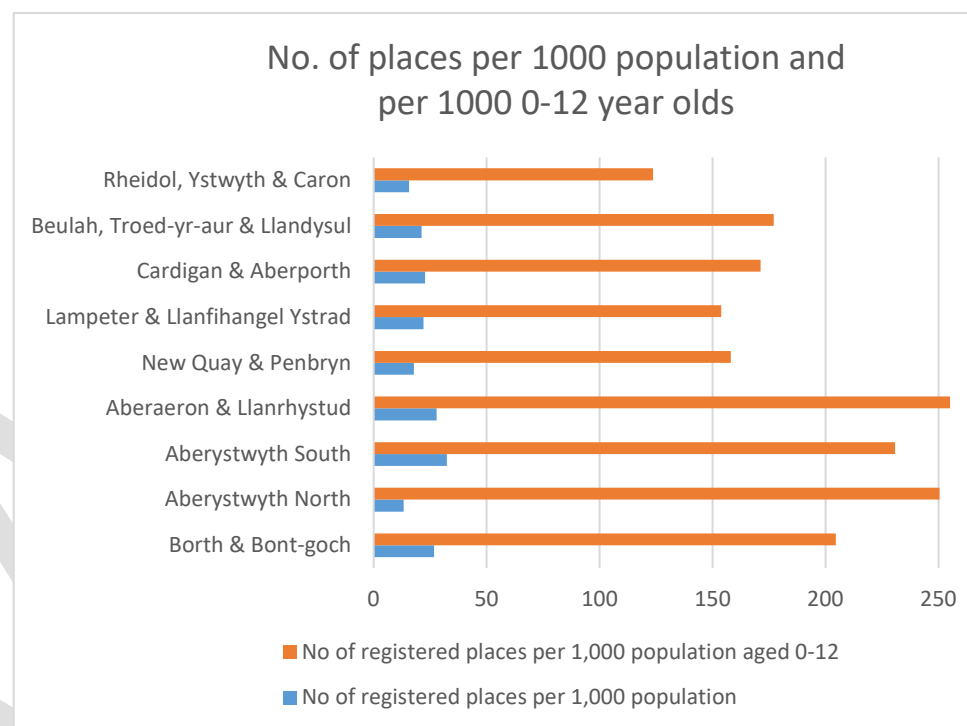 No. of places per 1000 population and
per 1000 0-12 year olds
Rheidol, Ystwyth & Caron
Beulah, Troed-yr-aur & Llandysul
Cardigan & Aberporth
Lampeter & Llanfihangel Ystrad
New Quay & Penbryn
Aberaeron & Llanrhystud
Aberystwyth South
Aberystwyth North
Borth & Bont-goch
0 50 100 150 200 250
No of registered places per 1,000 population aged 0-12
No of registered places per 1,000 population